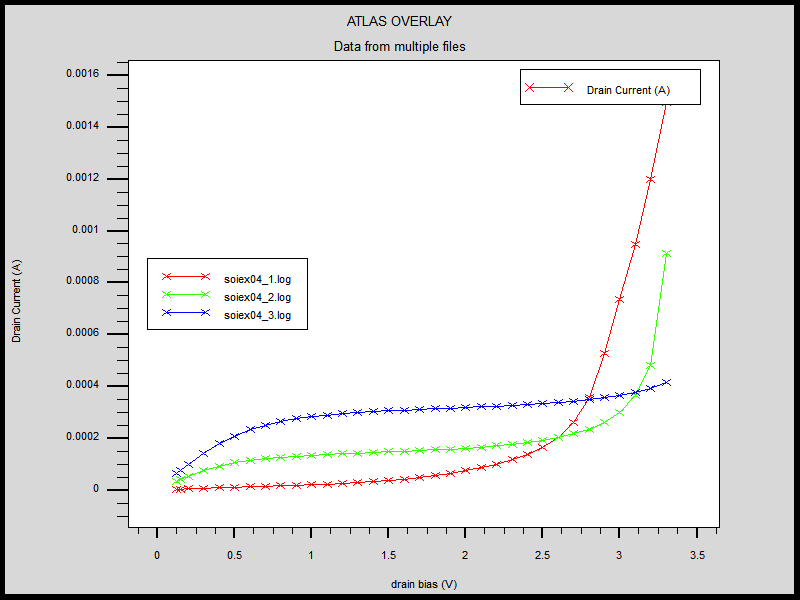 ATLAS OVERLAY
Data from multiple files
Drain Current (A)
0.0016
0.0014
0.0012
0.001
0.0008
0.0006
0.0004
0.0002
0
Drain Current (A)
soiex04_1.log
soiex04_2.log
soiex04_3.log
0 0.5 1 1.5 2 2.5 3 3.5
drain bias (V)